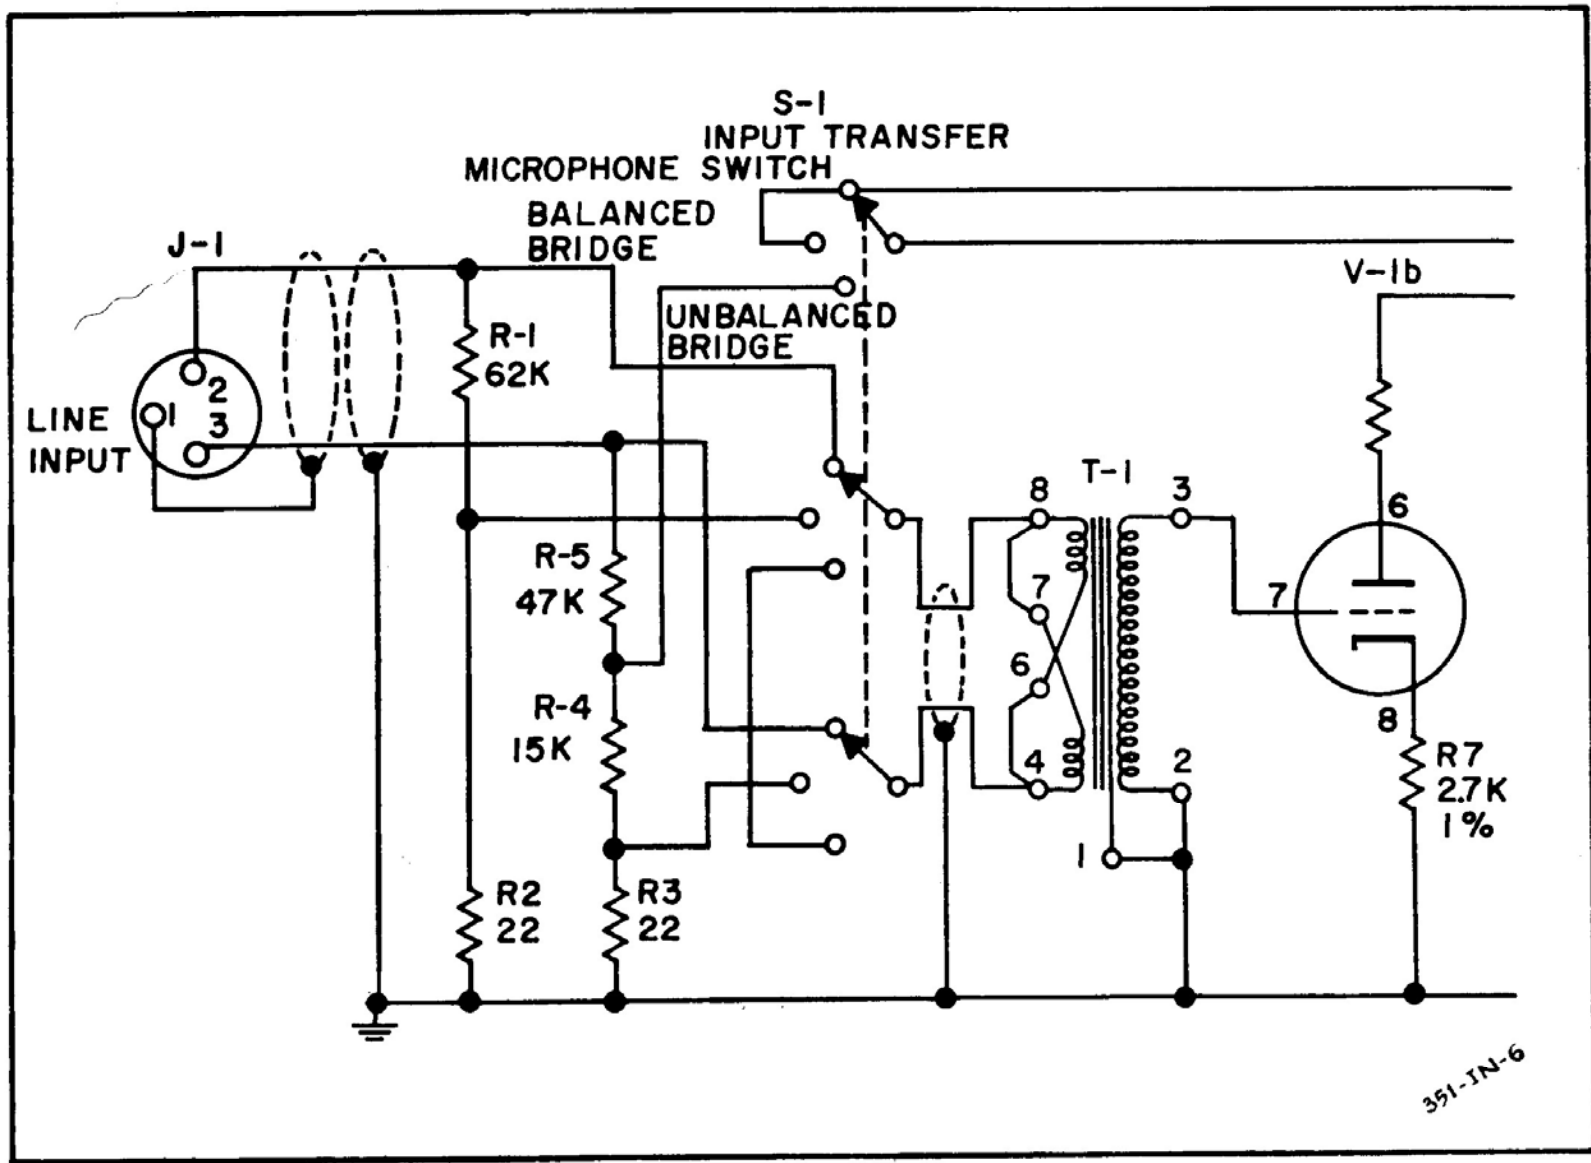 S-1
INPUT TRANSFER
MICROPHONE SWITCH
BALANCED
BRIDGE
J-1
V-1b
UNBALANCED
BRIDGE
R-1
62K
2
1
3
LINE
INPUT
T-1
8
3
6
R-5
47K
7
7
6
R-4
15K
8
4
2
R7
2.7K
1%
1
R2
22
R3
22
351-IN-6